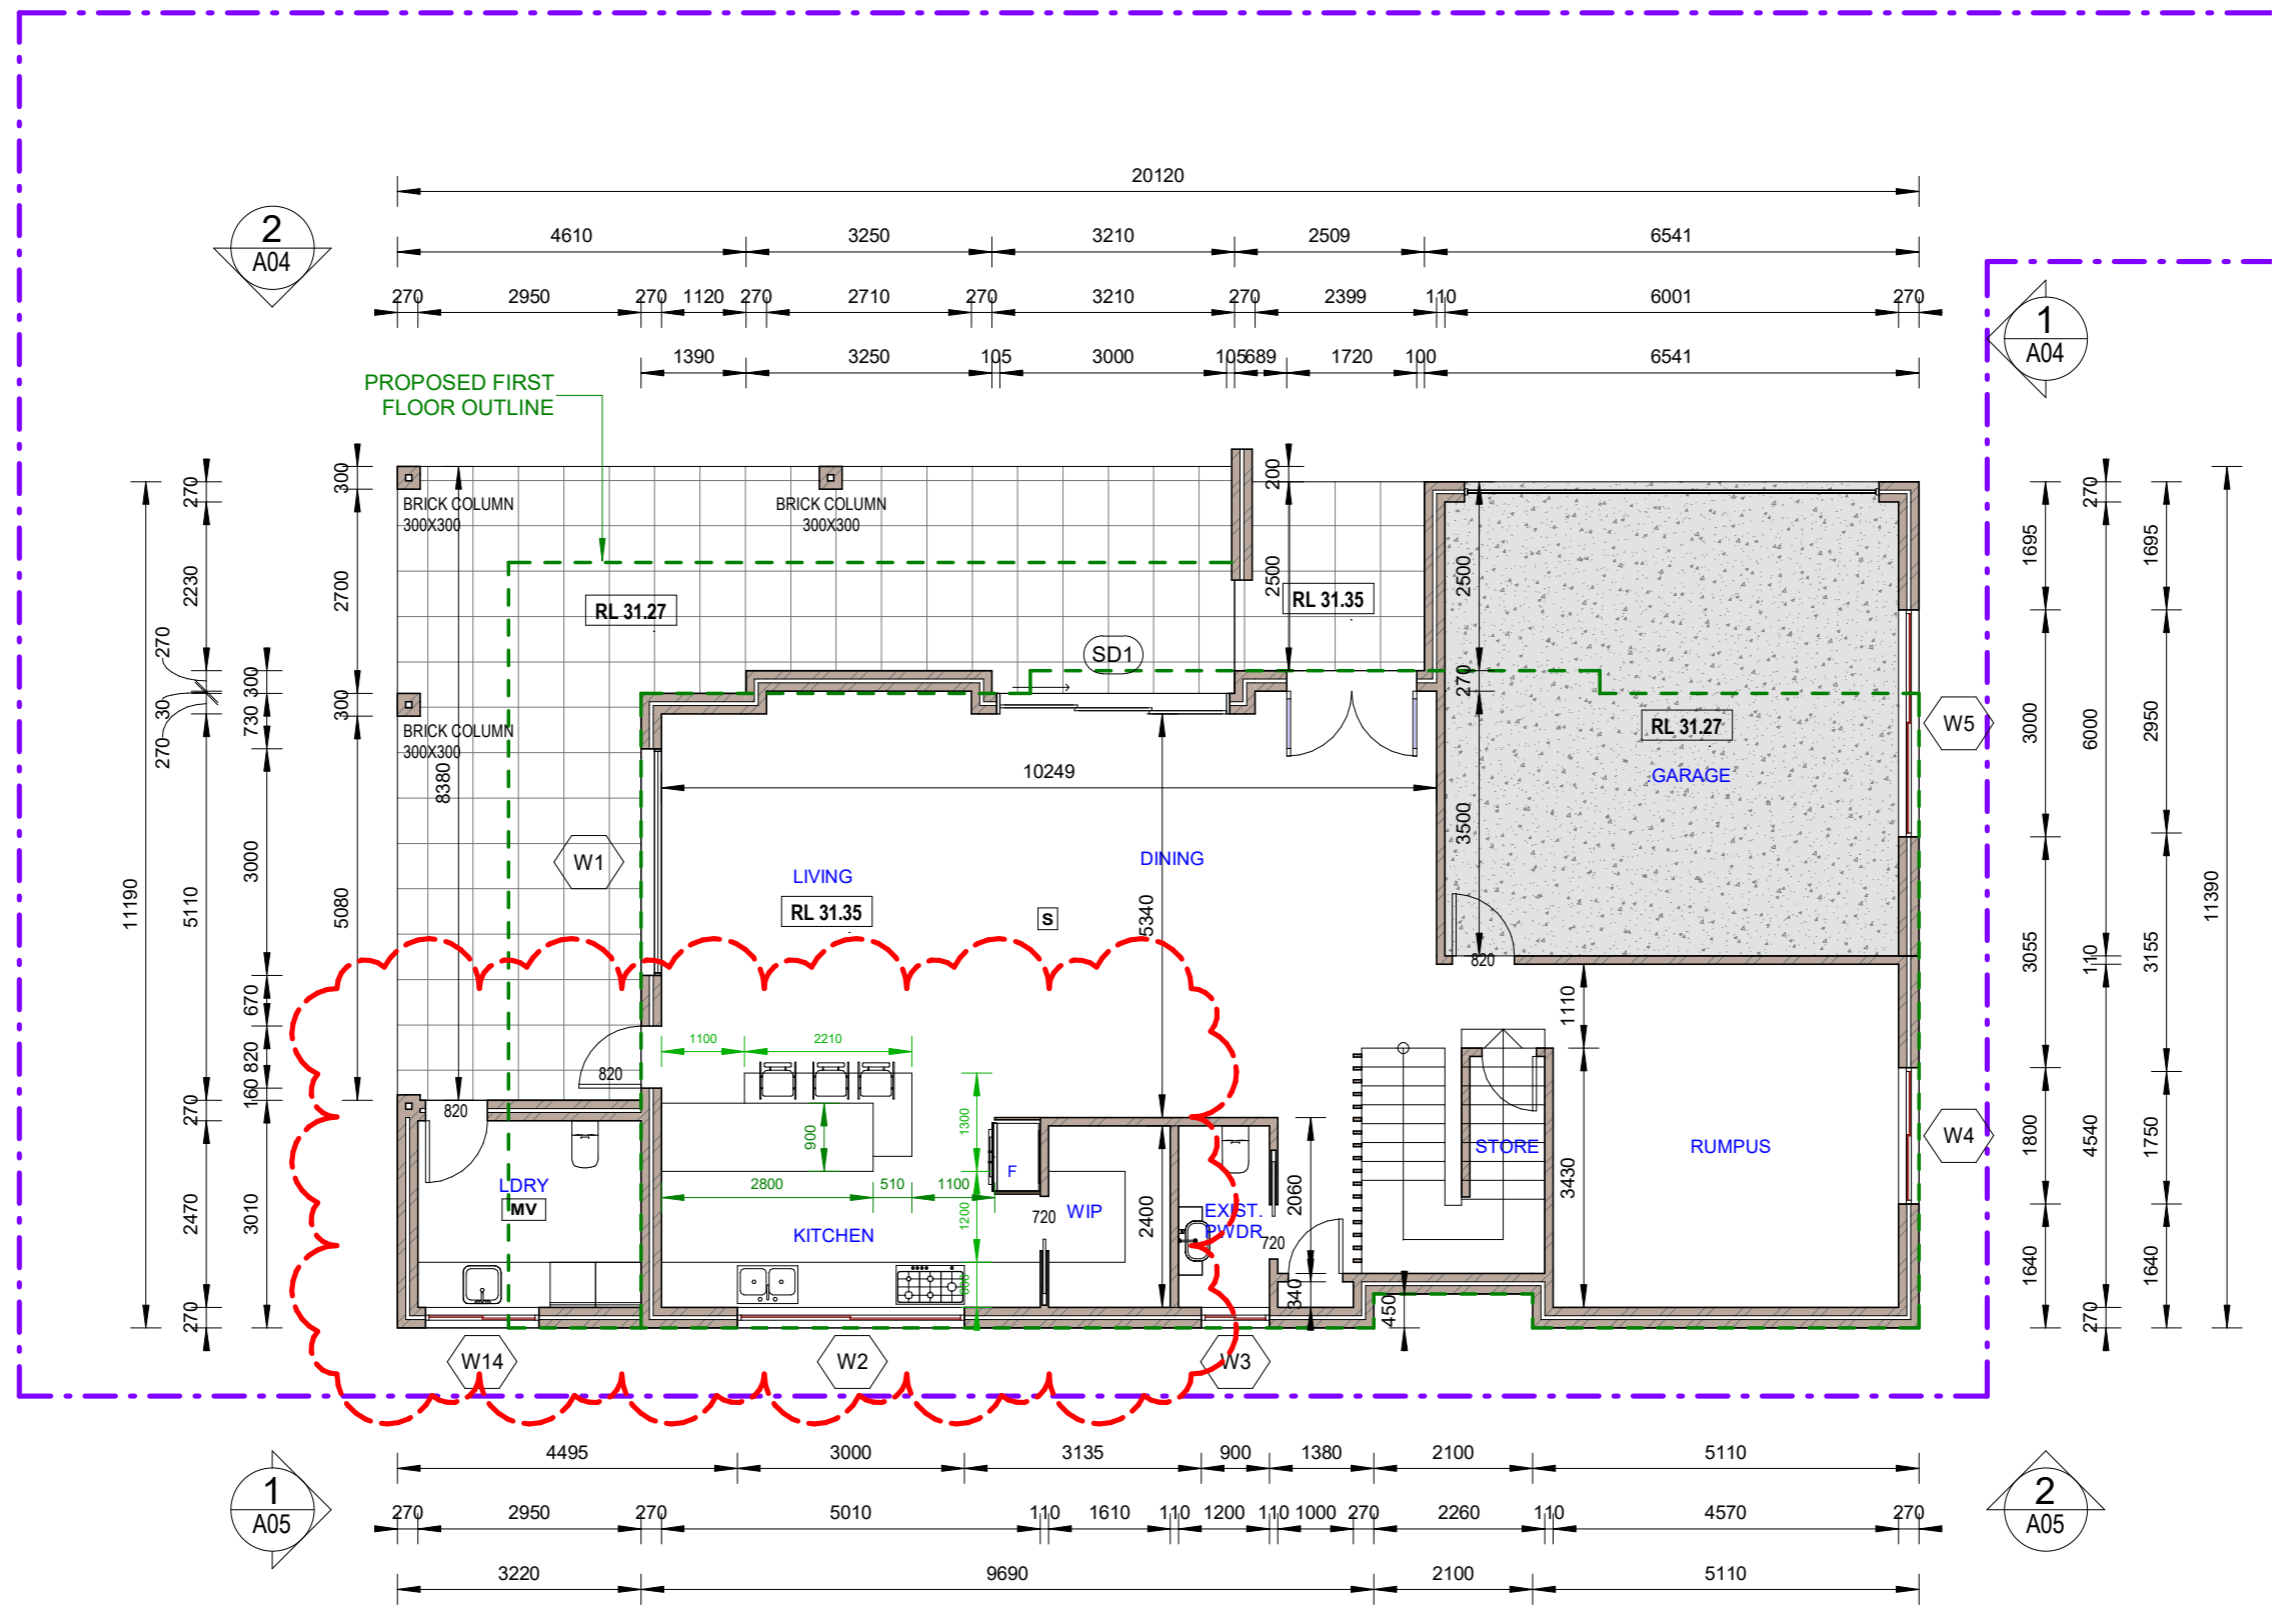 20120
4610 3250 3210 2509 6541
270 2950 270 1120 270 2710 270 3210 270 2399 110 6001 270
1390 3250 105 3000 105 689 1720 100 6541
2
A04
1
A04
PROPOSED FIRST
FLOOR OUTLINE
BRICK COLUMN
300X300
BRICK COLUMN
300X300
BRICK COLUMN
300X300
RL 31.27
RL 31.35
SD1
RL 31.27
GARAGE
W5
W1
10249
LIVING
RL 31.35
DINING
S
11190
270
2230
270
30
270
5110
270
2470
270
300
730
3000
670
820
160
3010
300
2700
300
5080
8380
5340
200
2500
2500
270
3500
820
1110
3430
1695
3000
3055
1800
1640
270
6000
110
4540
270
1695
2950
3155
1750
1640
11390
1100 2210
820
820
900
1300
2800 510 1100
1200
LDRY
MV
KITCHEN
F
WIP
720
2400
EXIST.
PWDR
720
2060
340
450
STORE
RUMPUS
W4
W14
W2
W3
1
A05
2
A05
4495 3000 3135 900 1380 2100 5110
270 2950 270 5010 110 1610 110 1200 110 1000 270 2260 110 4570 270
3220 9690 2100 5110